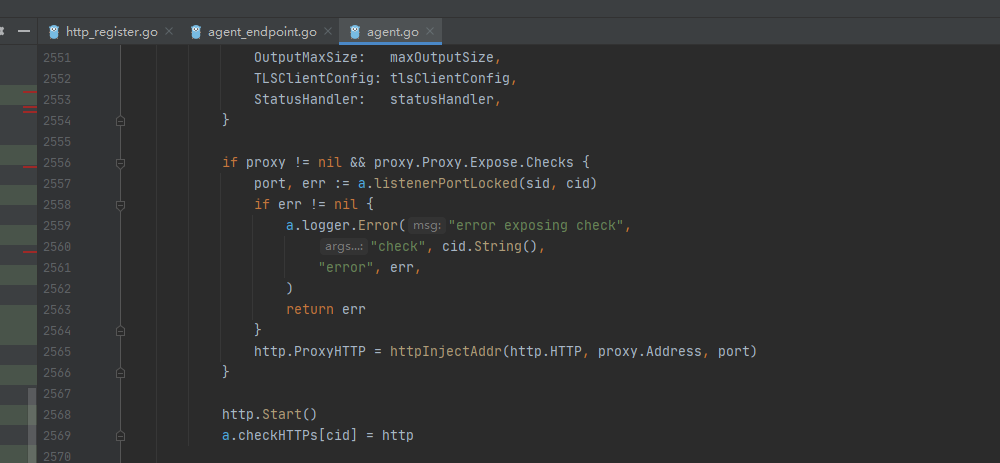 http_register.go agent_endpoint.go agent.go
2551 OutputMaxSize: maxOutputSize,
2552 TLSClientConfig: tlsClientConfig,
2553 StatusHandler: statusHandler,
2554 }
2555
2556 if proxy != nil && proxy.Proxy.Expose.Checks {
2557 port, err := a.listenerPortLocked(sid, cid)
2558 if err != nil {
2559 a.logger.Error( msg: "error exposing check",
2560 args...: "check", cid.String(),
2561 "error", err,
2562 )
2563 return err
2564 }
2565 http.ProxyHTTP = httpInjectAddr(http.HTTP, proxy.Address, port)
2566 }
2567
2568 http.Start()
2569 a.checkHTTPs[cid] = http
2570